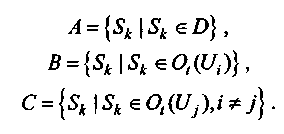 A = {S_k | S_k ∈ D} ,
B = {S_k | S_k ∈ O_t(U_i)} ,
C = {S_k | S_k ∈ O_t(U_j), i ≠ j} .